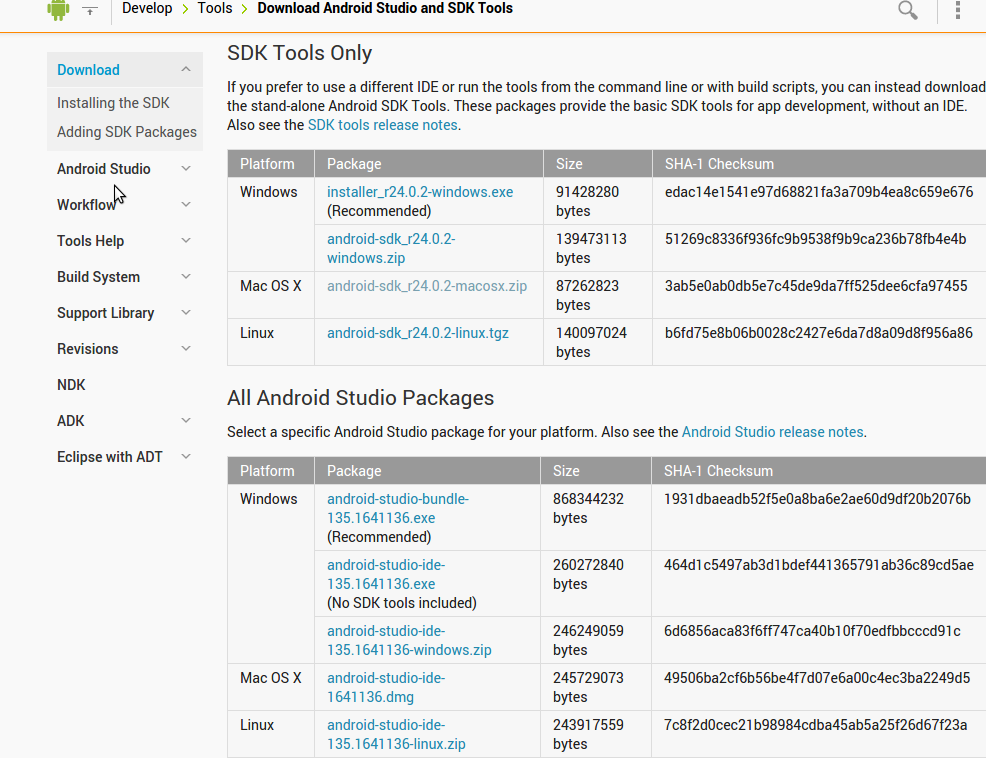 Develop > Tools > Download Android Studio and SDK Tools
Download
Installing the SDK
Adding SDK Packages
Android Studio
Workflow
Tools Help
Build System
Support Library
Revisions
NDK
ADK
Eclipse with ADT
SDK Tools Only
If you prefer to use a different IDE or run the tools from the command line or with build scripts, you can instead download
the stand-alone Android SDK Tools. These packages provide the basic SDK tools for app development, without an IDE.
Also see the SDK tools release notes.
Platform Package Size SHA-1 Checksum
Windows installer_r24.0.2-windows.exe 91428280 edac14e1541e97d68821fa3a709b4ea8c659e676
(Recommended) bytes
android-sdk_r24.0.2- 139473113 51269c8336f936fc9b9538f9b9ca236b78fb4e4b
windows.zip bytes
Mac OS X android-sdk_r24.0.2-macosx.zip 87262823 3ab5e0ab0db5e7c45de9da7ff525dee6cfa97455
bytes
Linux android-sdk_r24.0.2-linux.tgz 140097024 b6fd75e8b06b0028c2427e6da7d8a09d8f956a86
bytes
All Android Studio Packages
Select a specific Android Studio package for your platform. Also see the Android Studio release notes.
Platform Package Size SHA-1 Checksum
Windows android-studio-bundle- 868344232 1931dbaeadb52f5e0a8ba6e2ae60d9df20b2076b
135.1641136.exe bytes
(Recommended)
android-studio-ide- 260272840 464d1c5497ab3d1bdef441365791ab36c89cd5ae
135.1641136.exe bytes
(No SDK tools included)
android-studio-ide- 246249059 6d6856aca83f6ff747ca40b10f70edfbbcccd91c
135.1641136-windows.zip bytes
Mac OS X android-studio-ide- 245729073 49506ba2cf6b56be4f7d07e6a00c4ec3ba2249d5
1641136.dmg bytes
Linux android-studio-ide- 243917559 7c8f2d0cec21b98984cdba45ab5a25f26d67f23a
135.1641136-linux.zip bytes